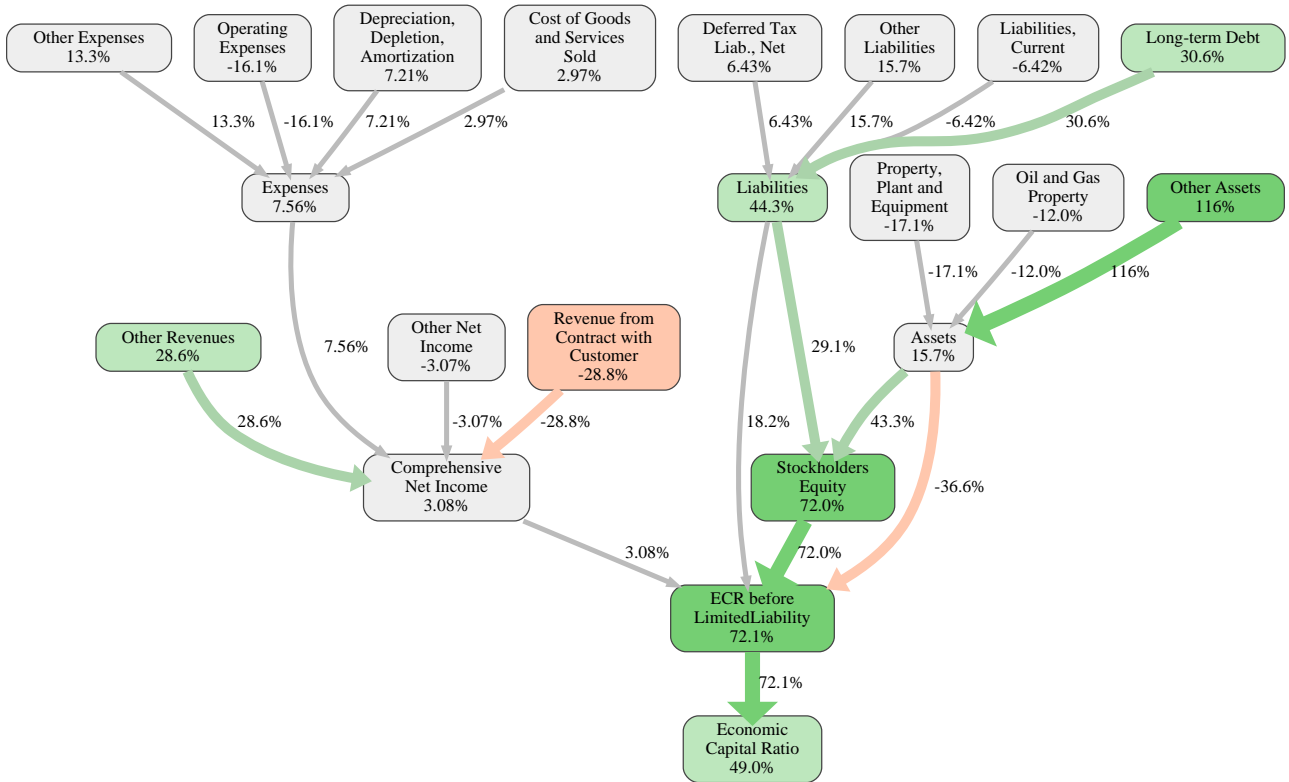 Other Expenses
13.3%
Operating
Expenses
-16.1%
Depreciation,
Depletion,
Amortization
7.21%
Cost of Goods
and Services
Sold
2.97%
Deferred Tax
Liab., Net
6.43%
Other
Liabilities
15.7%
Liabilities,
Current
-6.42%
Long-term Debt
30.6%
13.3%
-16.1%
7.21%
2.97%
6.43%
15.7%
-6.42%
30.6%
Expenses
7.56%
Liabilities
44.3%
Property,
Plant and
Equipment
-17.1%
Oil and Gas
Property
-12.0%
Other Assets
116%
-17.1%
-12.0%
116%
Other Revenues
28.6%
7.56%
Other Net
Income
-3.07%
Revenue from
Contract with
Customer
-28.8%
29.1%
Assets
15.7%
28.6%
-3.07%
-28.8%
18.2%
43.3%
-36.6%
Comprehensive
Net Income
3.08%
Stockholders
Equity
72.0%
3.08%
72.0%
ECR before
LimitedLiability
72.1%
72.1%
Economic
Capital Ratio
49.0%